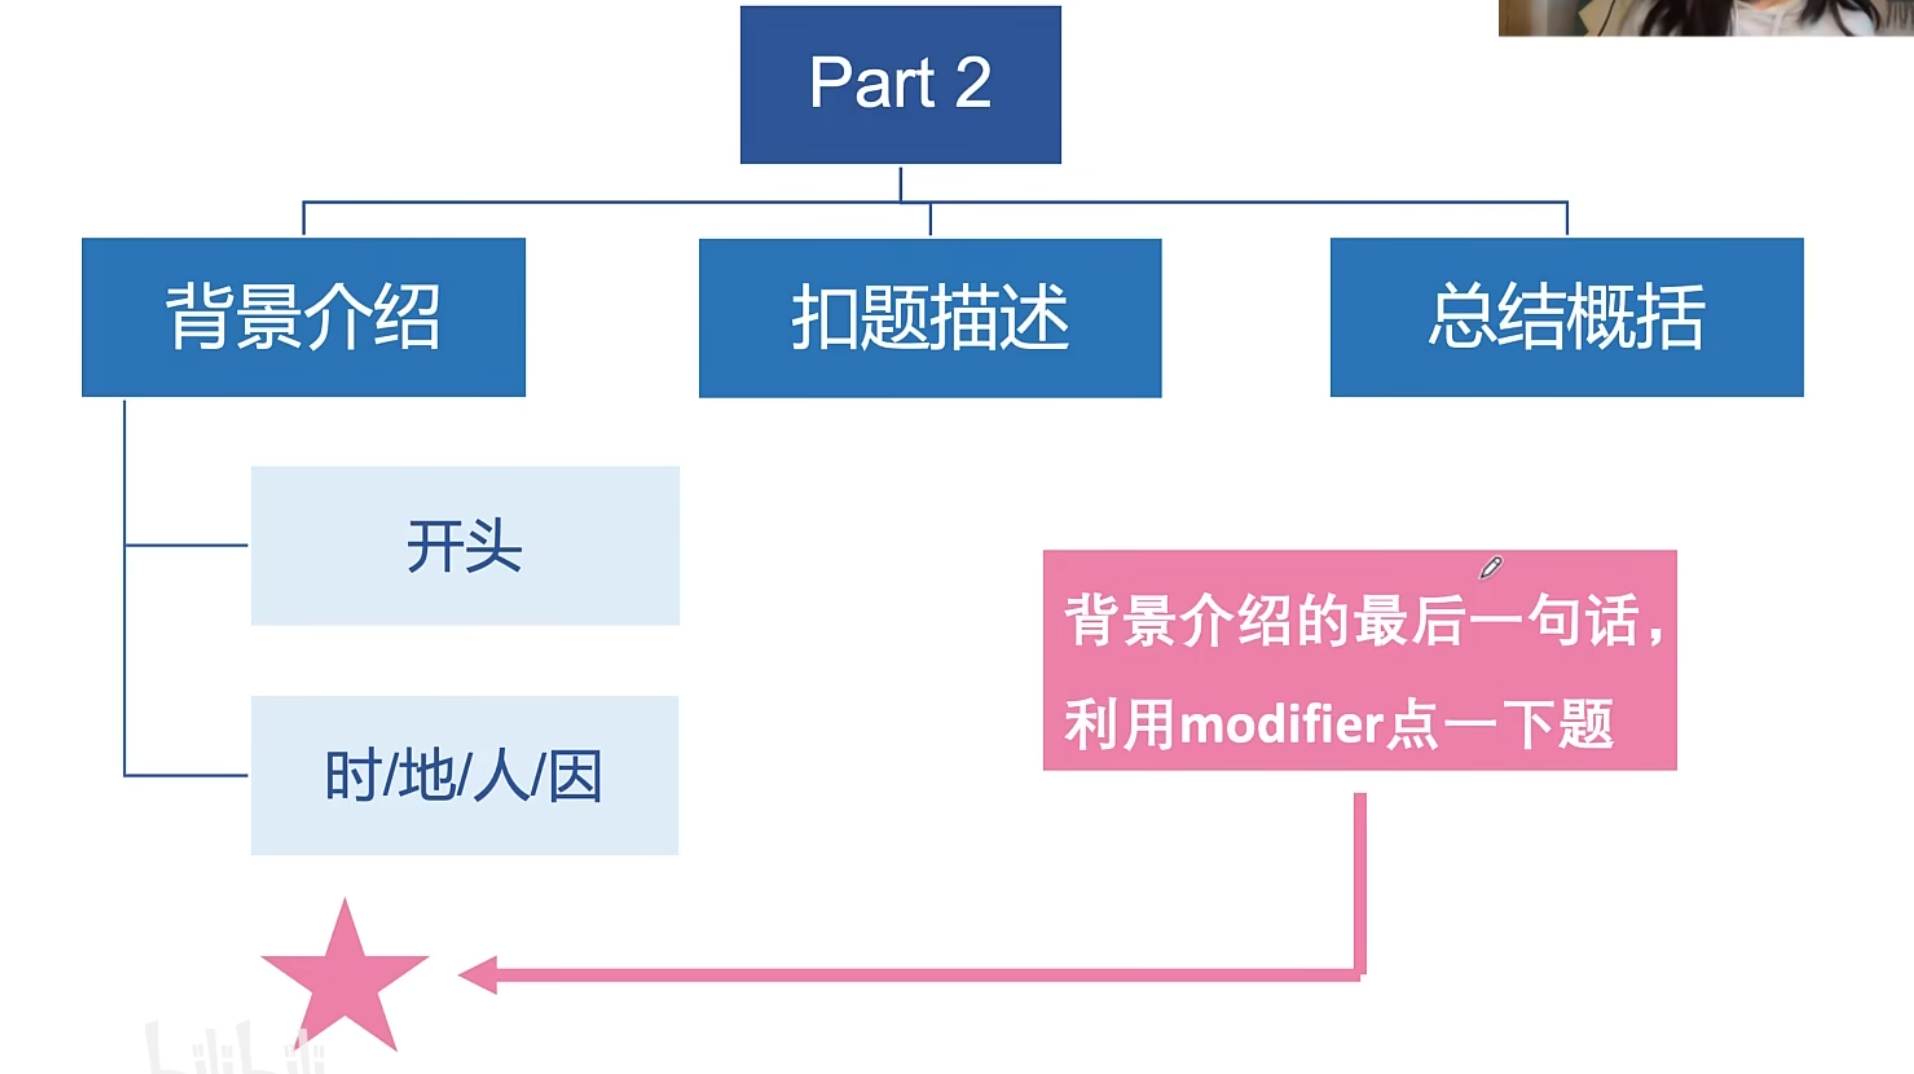 Part 2
背景介绍
扣题描述
总结概括
开头
背景介绍的最后一句话，
利用modifier点一下题
时/地/人/因